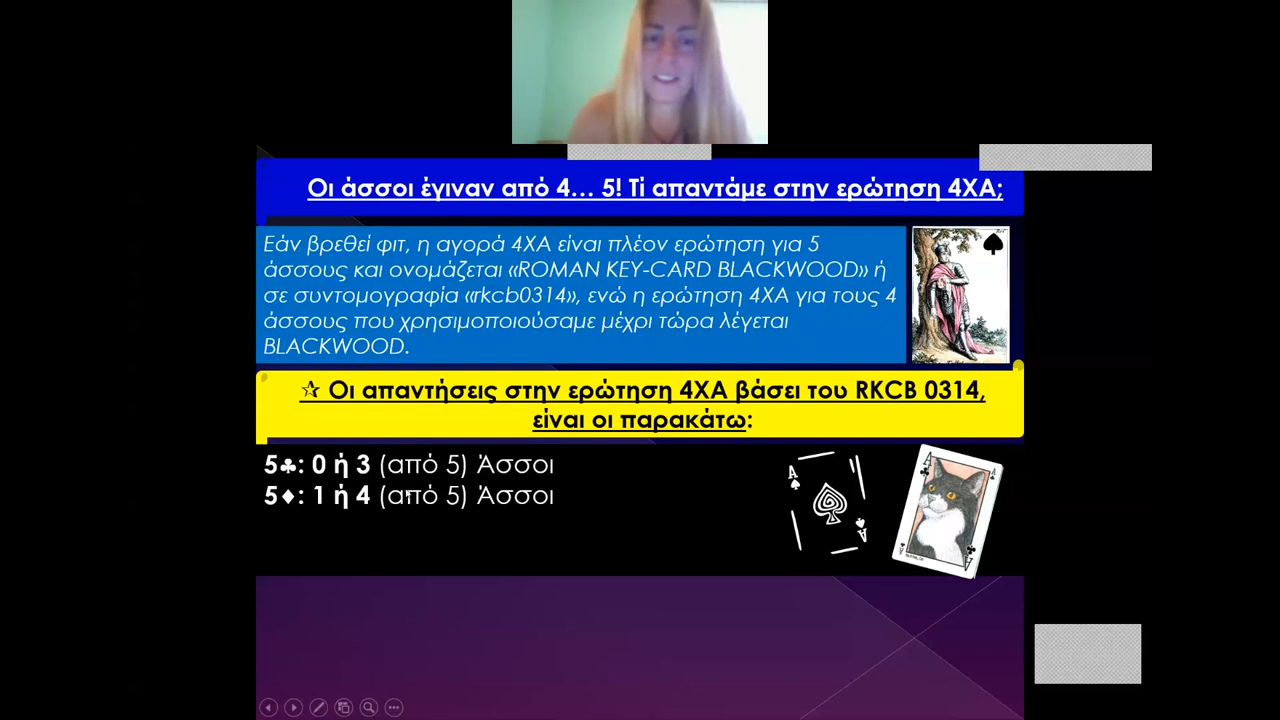 Οι άσσοι έγιναν από 4... 5! Τί απαντάμε στην ερώτηση 4ΧΑ;
Εάν βρεθεί φιτ, η αγορά 4ΧΑ είναι πλέον ερώτηση για 5
άσσους και ονομάζεται «ROMAN KEY-CARD BLACKWOOD» ή
σε συντομογραφία «rkcb0314», ενώ η ερώτηση 4ΧΑ για τους 4
άσσους που χρησιμοποιούσαμε μέχρι τώρα λέγεται
BLACKWOOD.
☆ Οι απαντήσεις στην ερώτηση 4ΧΑ βάσει του RKCB 0314,
είναι οι παρακάτω:
5♣: 0 ή 3 (από 5) Άσσοι
5♦: 1 ή 4 (από 5) Άσσοι
A
A
A
A